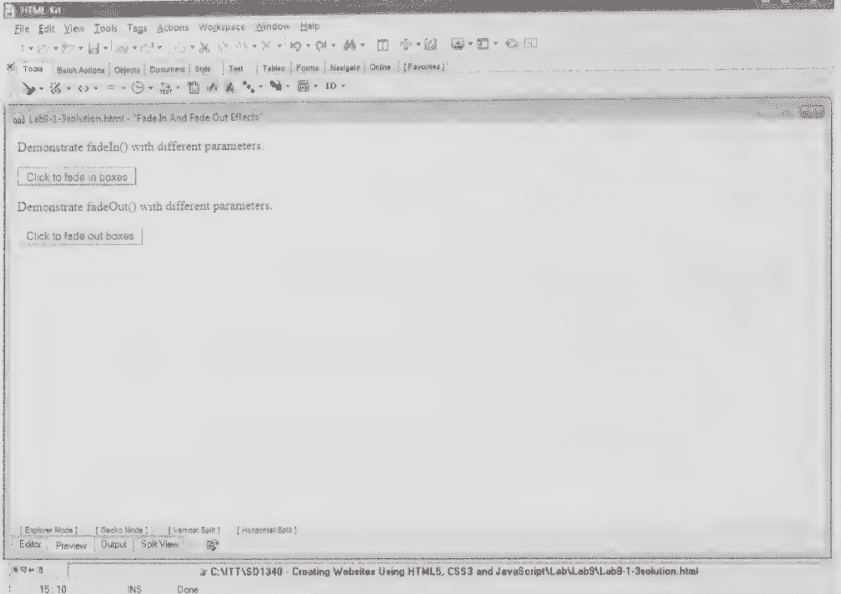 HTML-Kit
File Edit View Tools Tags Actions Workspace Window Help
Tools Batch Actions Objects Document Style Text Tables Forms Navigate Online [Favorites]
Lab9-1-3solution.html - "Fade In And Fade Out Effects"
Demonstrate fadeIn() with different parameters.
Click to fade in boxes
Demonstrate fadeOut() with different parameters.
Click to fade out boxes
[ Explorer Mode ] [ Gecko Mode ] [ Vertical Split ] [ Horizontal Split ]
Editor Preview Output Split View
C:\ITT\SD1340 - Creating Websites Using HTML5, CSS3 and JavaScript\Lab\Lab9\Lab9-1-3solution.html
15:10 INS Done